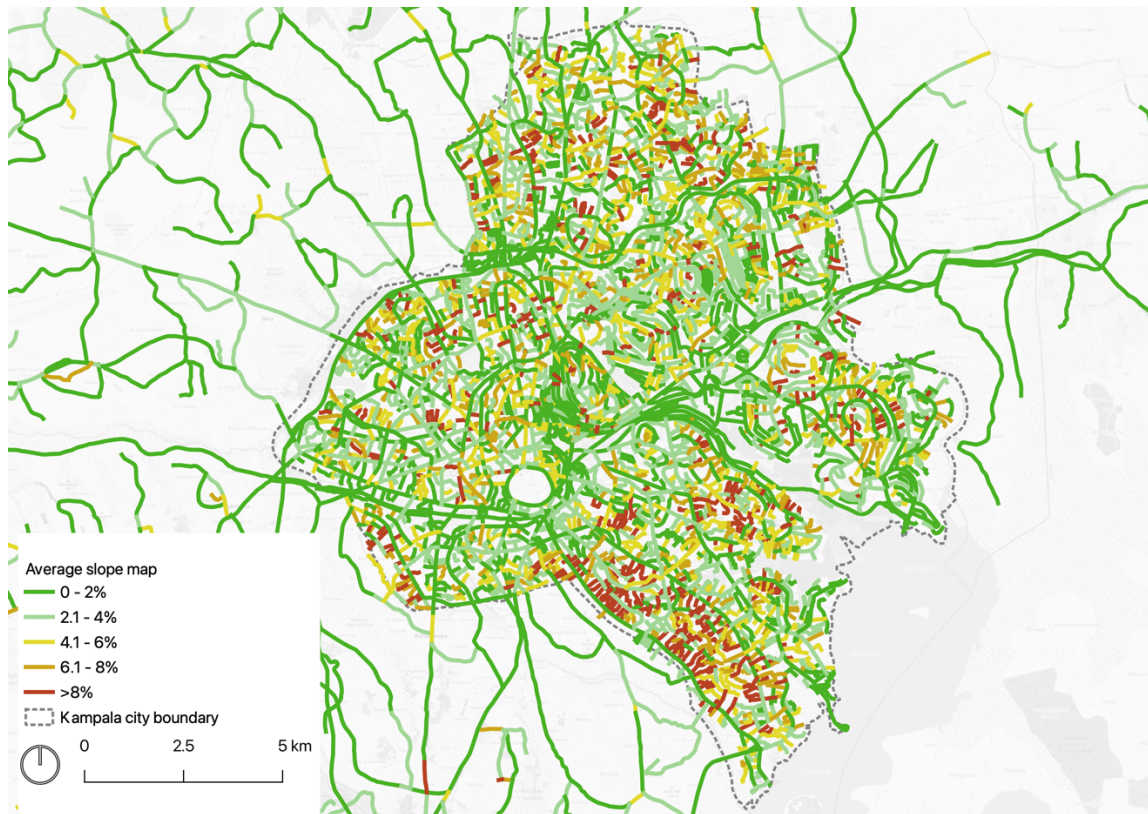 Average slope map
0 - 2%
2.1 - 4%
4.1 - 6%
6.1 - 8%
>8%
Kampala city boundary
0 2.5 5 km